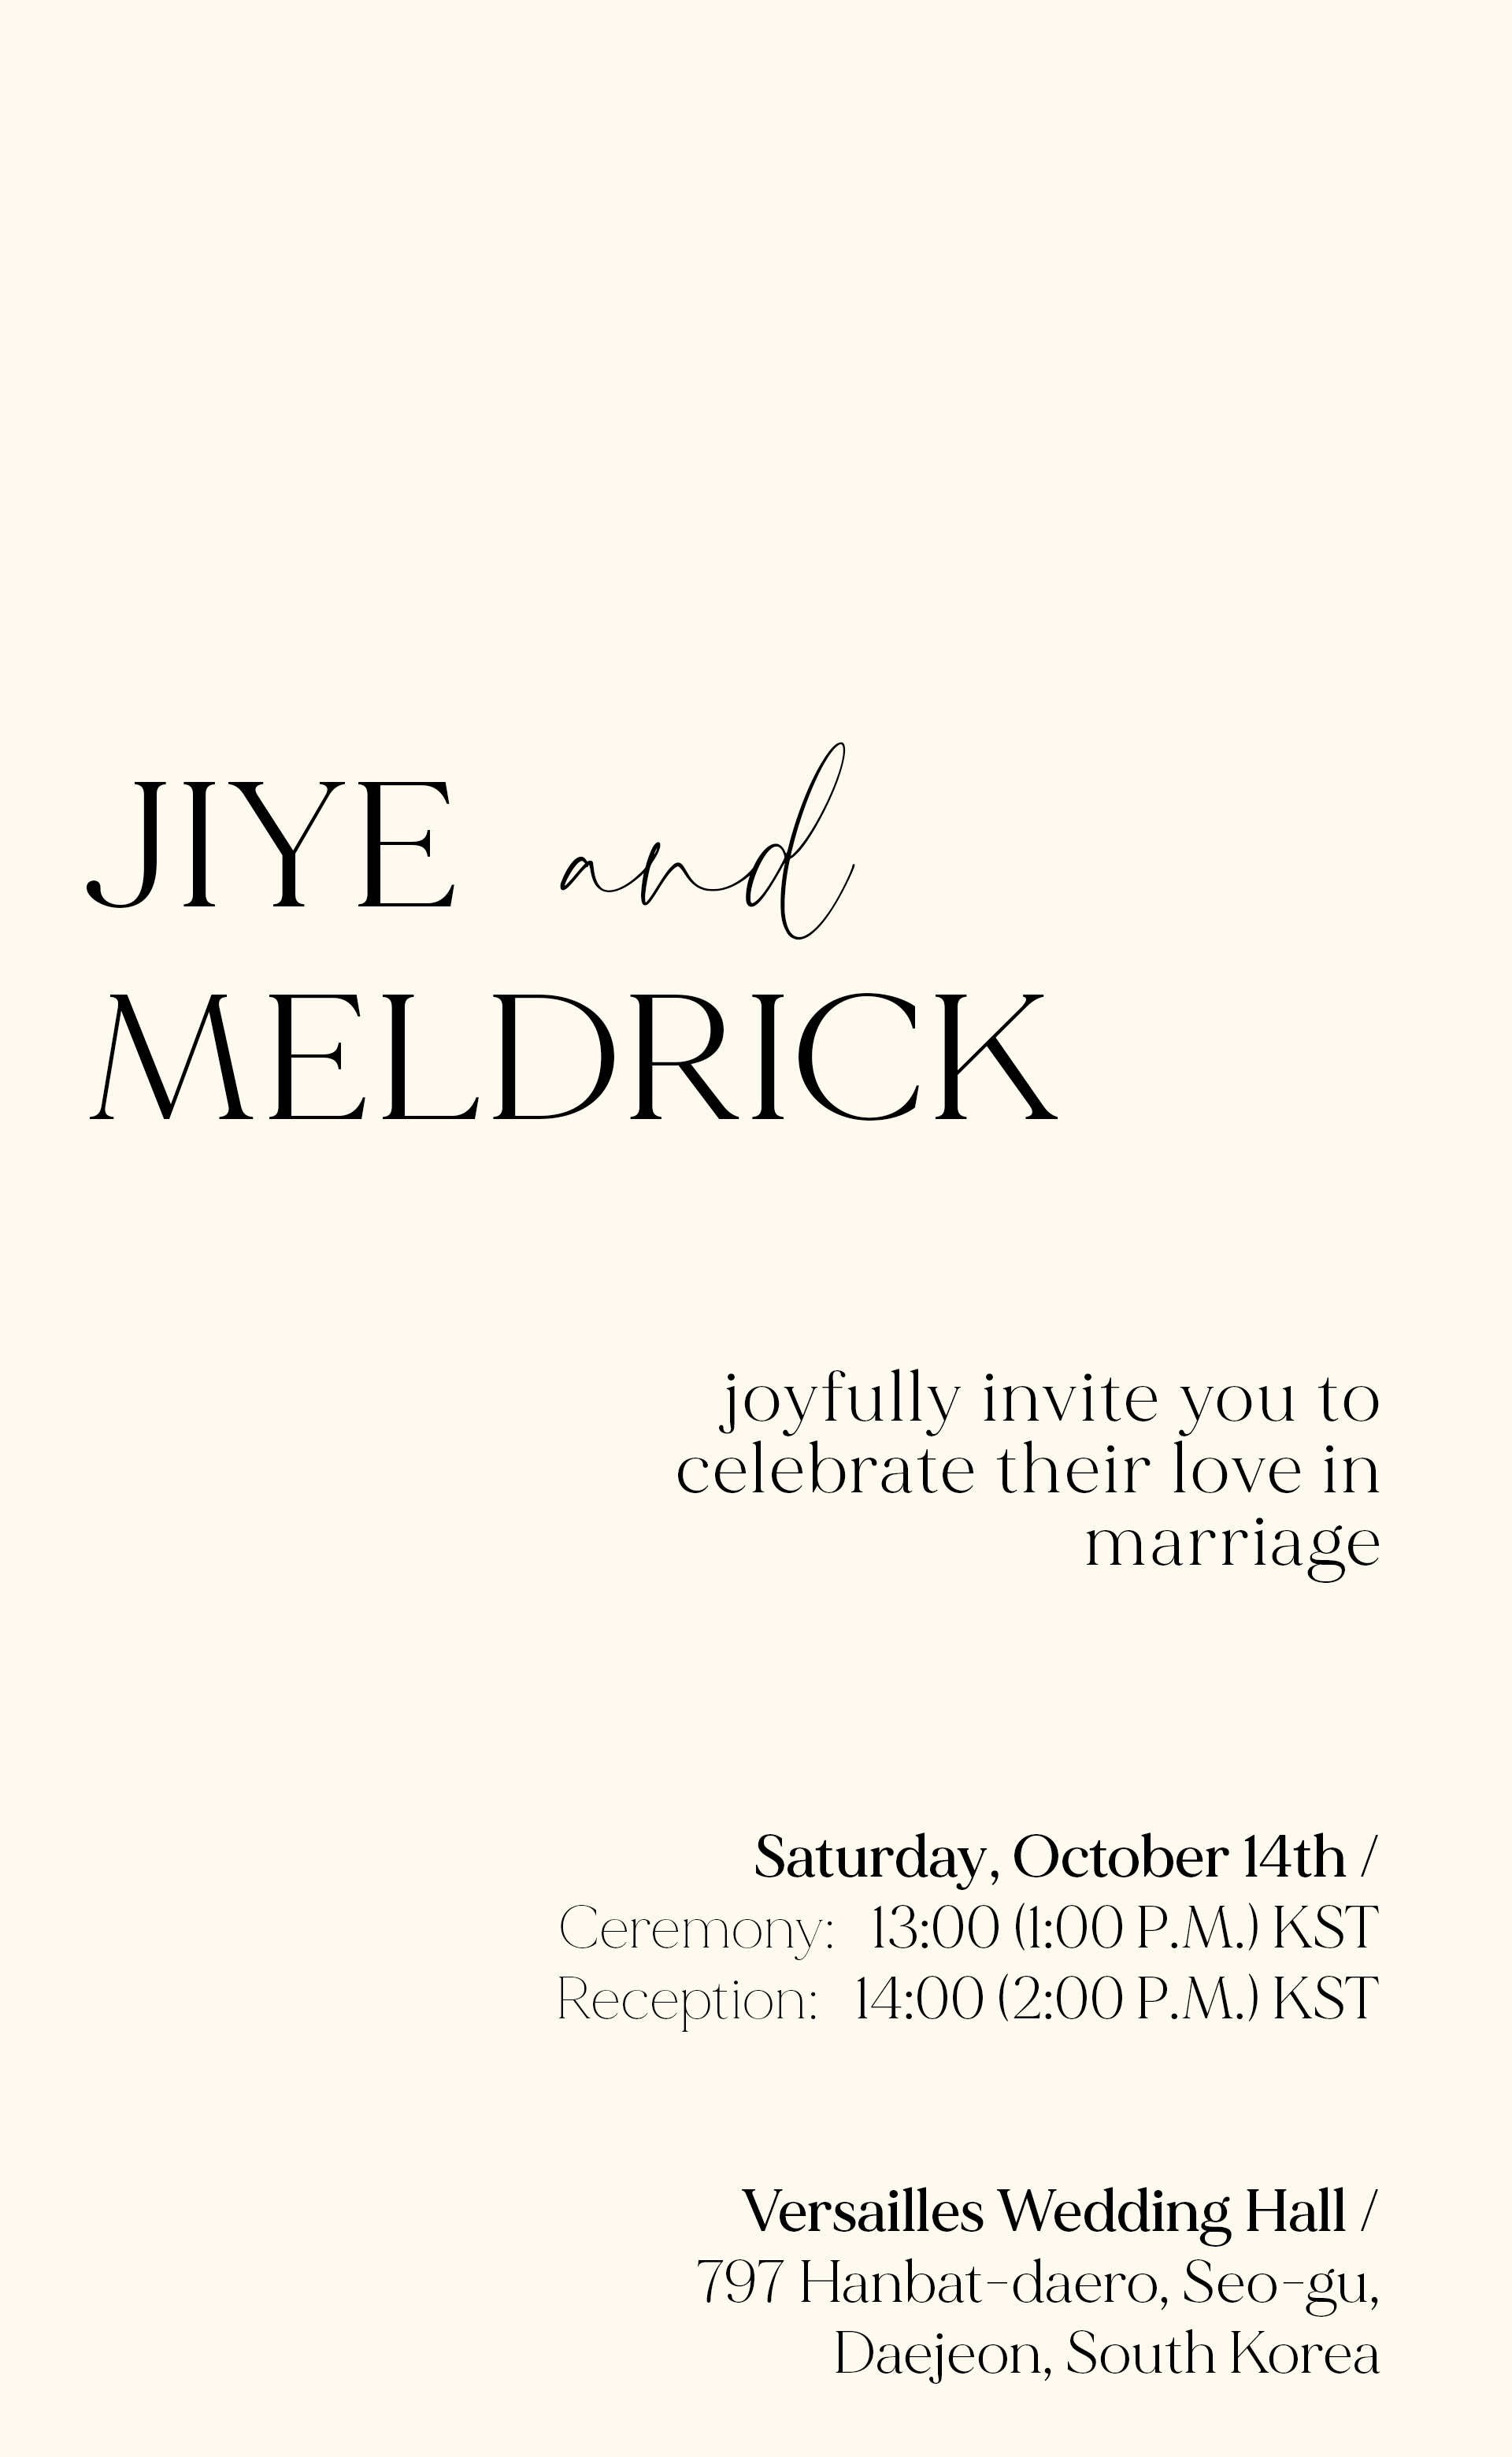 JIYE and
MELDRICK
joyfully invite you to
celebrate their love in
marriage
Saturday, October 14th /
Ceremony: 13:00 (1:00 P.M.) KST
Reception: 14:00 (2:00 P.M.) KST
Versailles Wedding Hall /
797 Hanbat-daero, Seo-gu,
Daejeon, South Korea